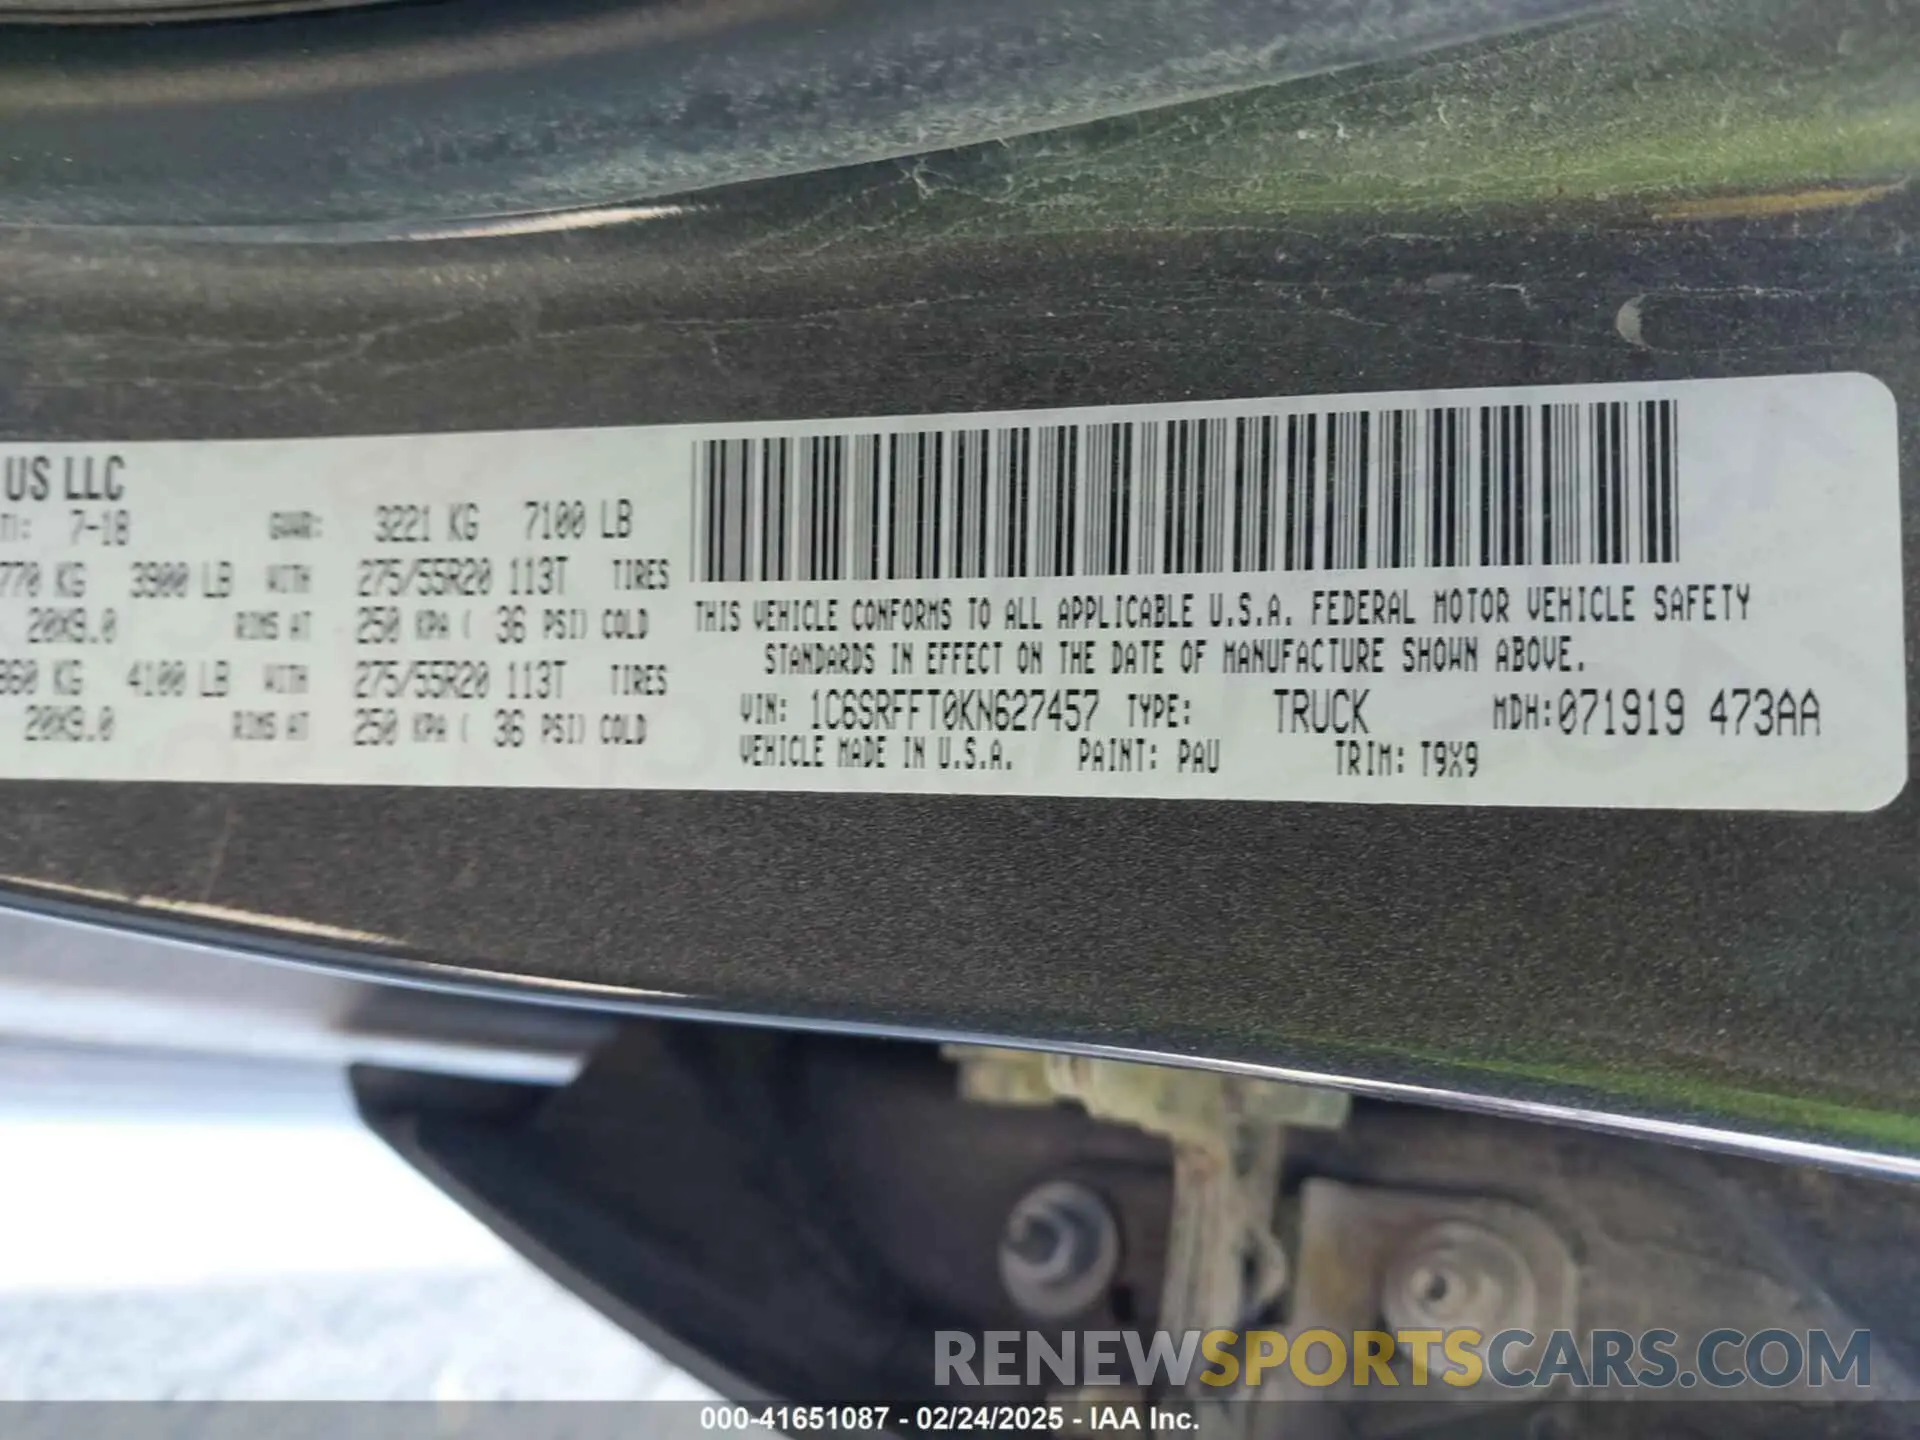 US LLC
7-18 GVWR: 3221 KG 7100 LB
770 KG 3900 LB WITH 275/55R20 113T TIRES
20X9.0 RIMS AT 250 KPA ( 36 PSI) COLD
860 KG 4100 LB WITH 275/55R20 113T TIRES
20X9.0 RIMS AT 250 KPA ( 36 PSI) COLD
THIS VEHICLE CONFORMS TO ALL APPLICABLE U.S.A. FEDERAL MOTOR VEHICLE SAFETY
STANDARDS IN EFFECT ON THE DATE OF MANUFACTURE SHOWN ABOVE.
VIN: 1C6SRFFT0KN627457 TYPE: TRUCK MDH:071919 473AA
VEHICLE MADE IN U.S.A. PAINT: PAU TRIM: T9X9
RENEWSPORTSCARS.COM
000-41651087 - 02/24/2025 - IAA Inc.